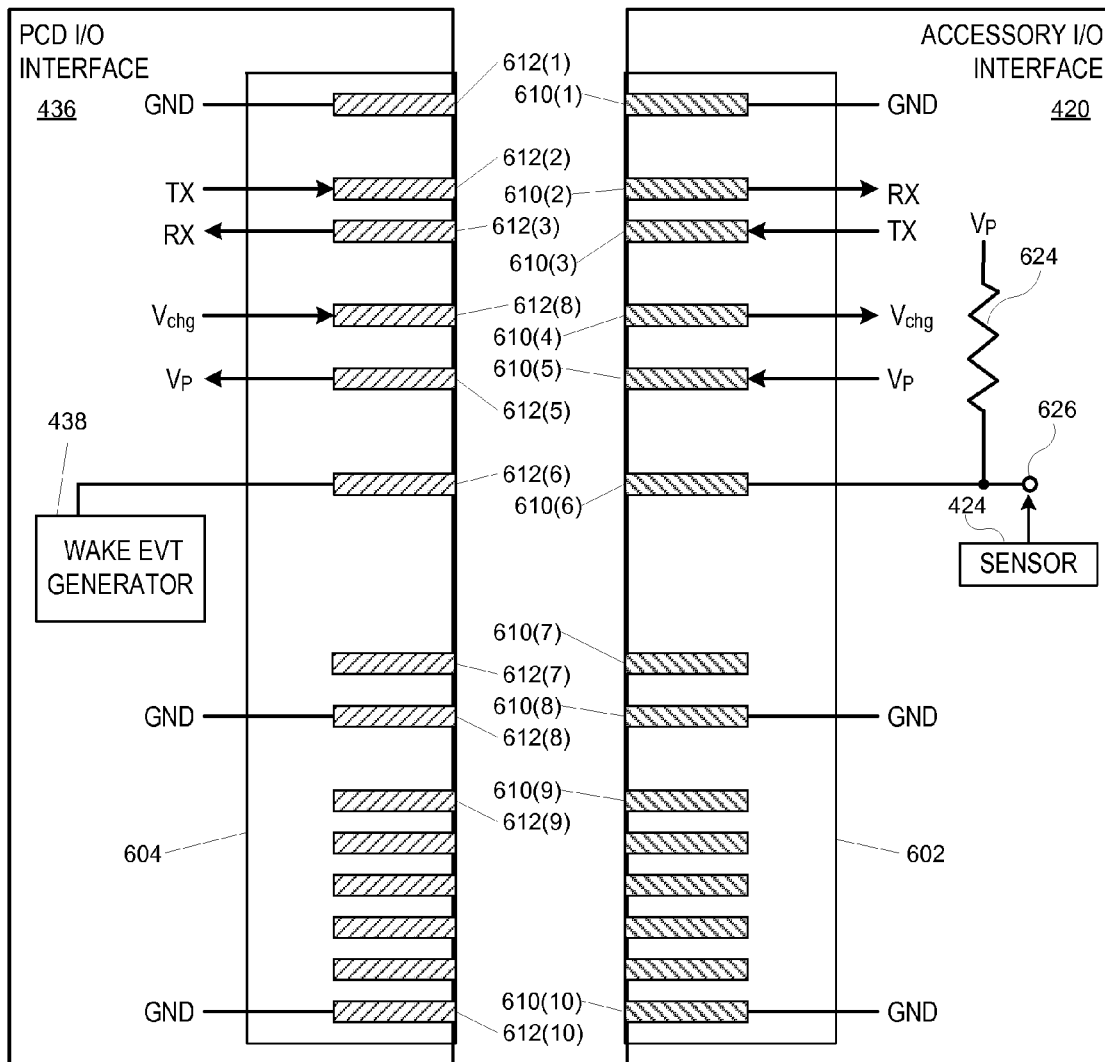 PCD I/O
INTERFACE
436
ACCESSORY I/O
INTERFACE
420
GND
612(1)
610(1)
GND
TX
612(2)
610(2)
RX
RX
612(3)
610(3)
TX
VP
624
Vchg
612(8)
610(4)
Vchg
VP
610(5)
612(5)
VP
438
612(6)
610(6)
626
424
WAKE EVT
GENERATOR
SENSOR
610(7)
612(7)
GND
610(8)
612(8)
GND
610(9)
612(9)
604
602
GND
610(10)
612(10)
GND